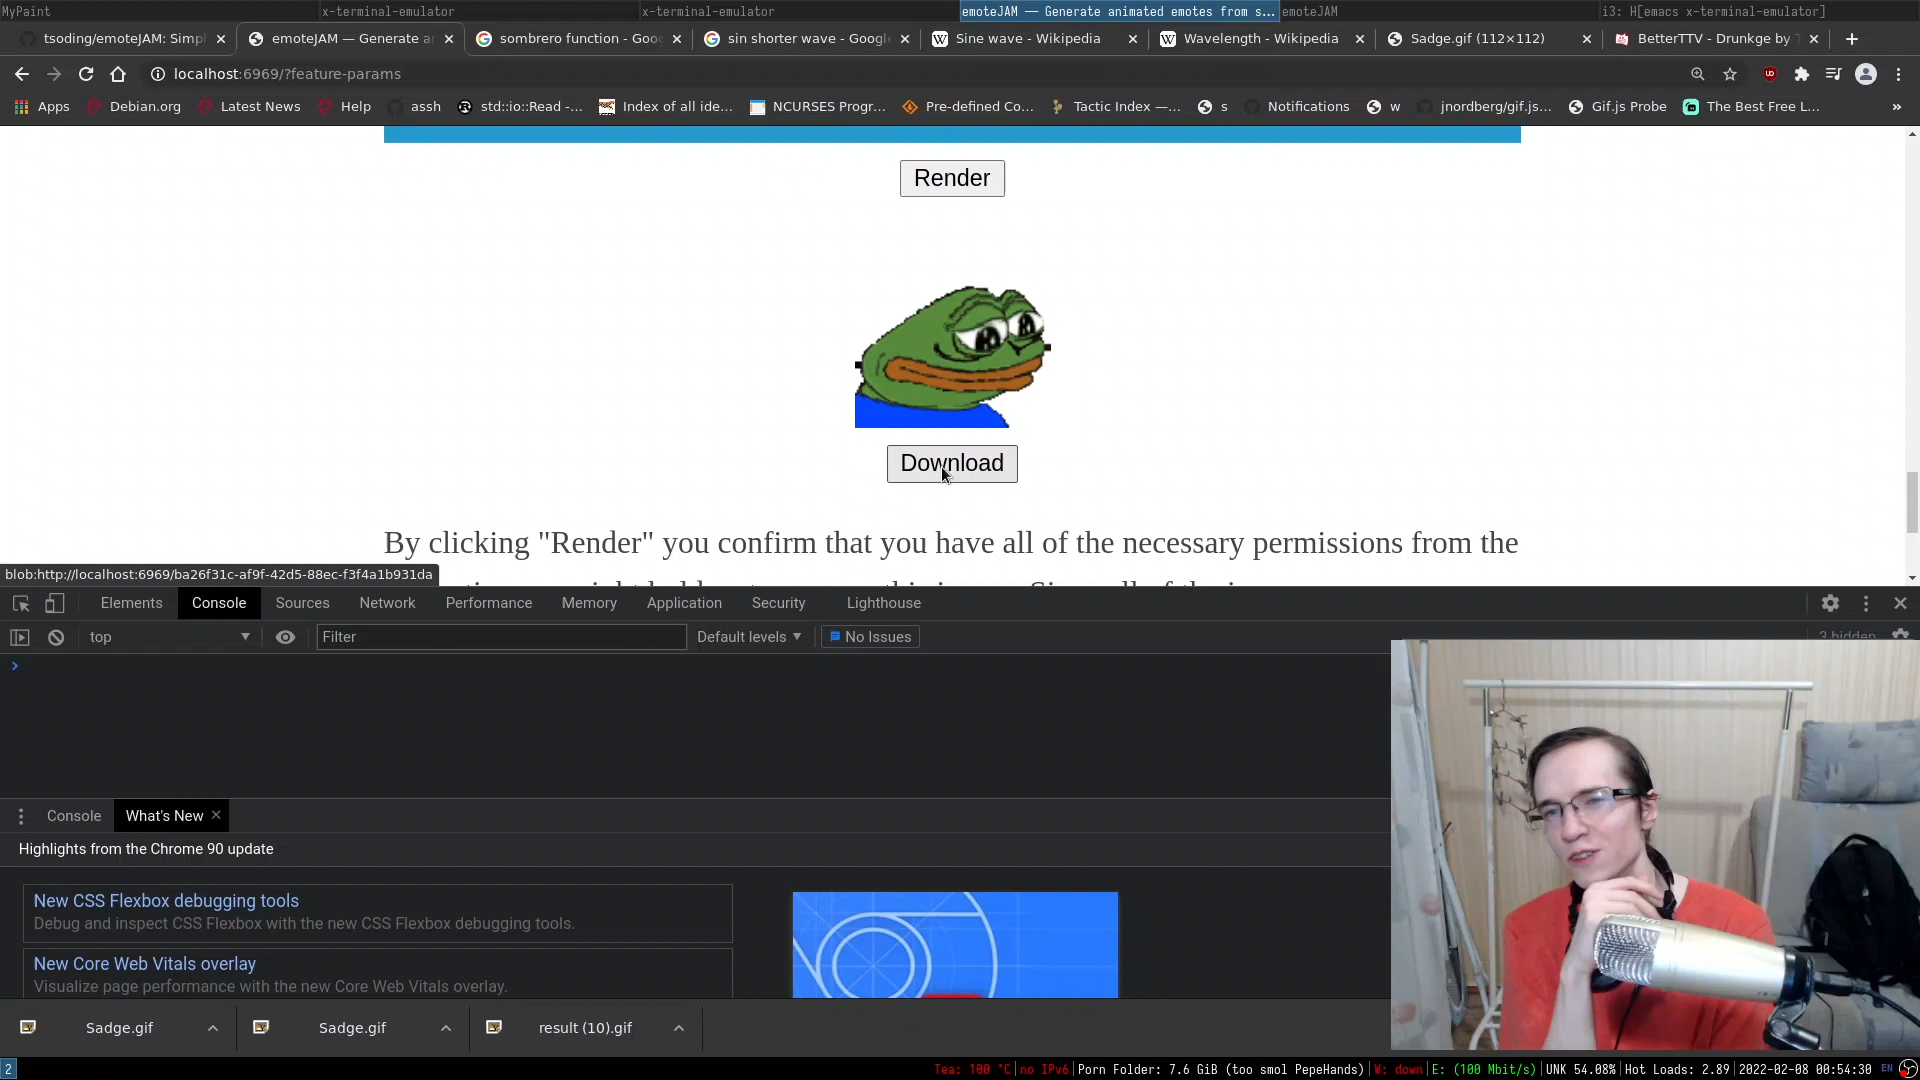 MyPaint x-terminal-emulator x-terminal-emulator emoteJAM — Generate animated emotes from s... emoteJAM i3: H[emacs x-terminal-emulator]
tsoding/emoteJAM: Simpl emoteJAM — Generate a sombrero function - Goo sin shorter wave - Googl Sine wave - Wikipedia Wavelength - Wikipedia Sadge.gif (112×112) BetterTTV - Drunkge by T
localhost:6969/?feature-params
Apps Debian.org Latest News Help assh std::io::Read -... Index of all ide... NCURSES Progr... Pre-defined Co... Tactic Index —... s Notifications w jnordberg/gif.js... Gif.js Probe The Best Free L... »
Render
Download
By clicking "Render" you confirm that you have all of the necessary permissions from the
blob:http://localhost:6969/ba26f31c-af9f-42d5-88ec-f3f4a1b931da
Elements Console Sources Network Performance Memory Application Security Lighthouse
top Filter Default levels No Issues 3 hidden
Console What's New
Highlights from the Chrome 90 update
New CSS Flexbox debugging tools
Debug and inspect CSS Flexbox with the new CSS Flexbox debugging tools.
New Core Web Vitals overlay
Visualize page performance with the new Core Web Vitals overlay.
Sadge.gif Sadge.gif result (10).gif
2 Tea: 100 °C|no IPv6|Porn Folder: 7.6 GiB (too smol PepeHands)|W: down|E: (100 Mbit/s)|UNK 54.08%|Hot Loads: 2.89|2022-02-08 00:54:30 EN